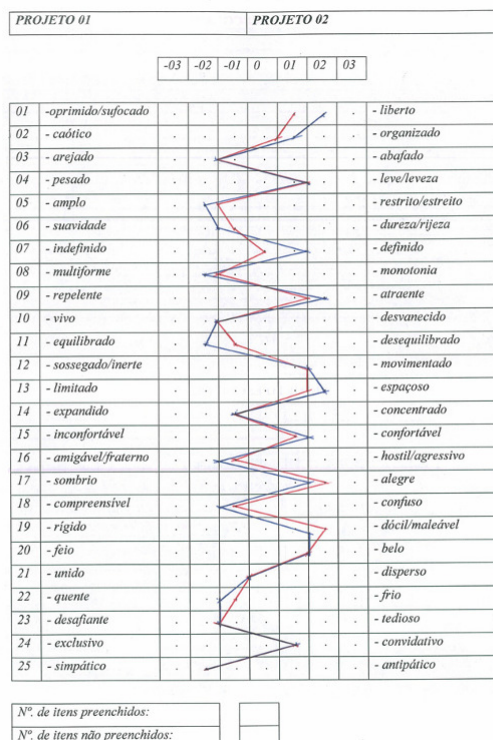 PROJETO 01 PROJETO 02
-03 -02 -01 0 01 02 03
01 -oprimido/sufocado - liberto
02 - caótico - organizado
03 - arejado - abafado
04 - pesado - leve/leveza
05 - amplo - restrito/estreito
06 - suavidade - dureza/rijeza
07 - indefinido - definido
08 - multiforme - monotonia
09 - repelente - atraente
10 - vivo - desvanecido
11 - equilibrado - desequilibrado
12 - sossegado/inerte - movimentado
13 - limitado - espaçoso
14 - expandido - concentrado
15 - inconfortável - confortável
16 - amigável/fraterno - hostil/agressivo
17 - sombrio - alegre
18 - compreensível - confuso
19 - rígido - dócil/maleável
20 - feio - belo
21 - unido - disperso
22 - quente - frio
23 - desafiante - tedioso
24 - exclusivo - convidativo
25 - simpático - antipático
Nº. de itens preenchidos:
Nº. de itens não preenchidos: